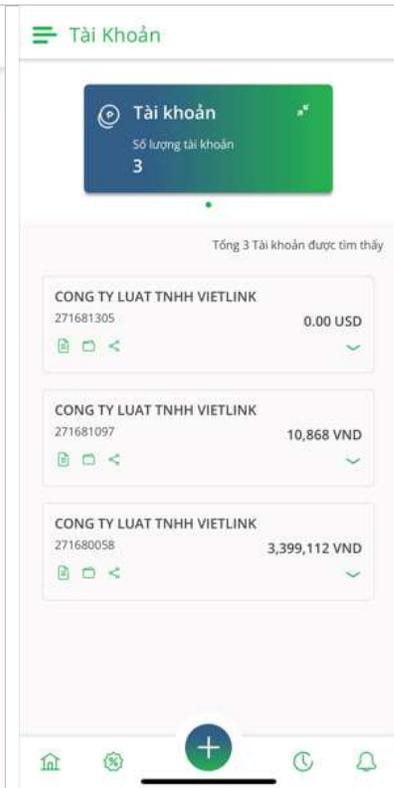 Tài Khoản
Tài khoản
Số lượng tài khoản
3
Tổng 3 Tài khoản được tìm thấy
CONG TY LUAT TNHH VIETLINK
271681305
0.00 USD
CONG TY LUAT TNHH VIETLINK
271681097
10,868 VND
CONG TY LUAT TNHH VIETLINK
271680058
3,399,112 VND